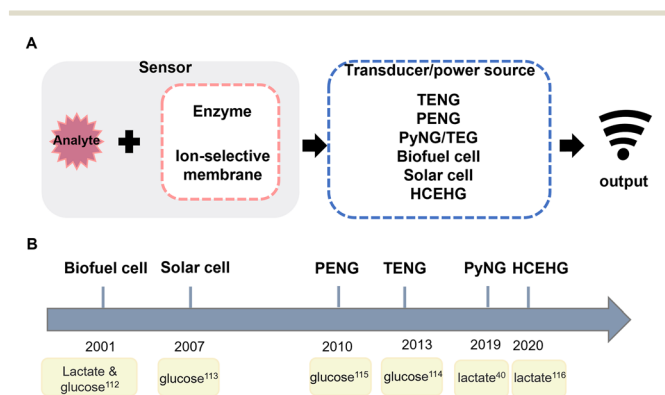 A
Sensor
Analyte
Enzyme
Ion-selective
membrane
Transducer/power source
TENG
PENG
PyNG/TEG
Biofuel cell
Solar cell
HCEHG
output
B
Biofuel cell Solar cell PENG TENG PyNG HCEHG
2001 2007 2010 2013 2019 2020
Lactate &
glucose¹¹² glucose¹¹³ glucose¹¹⁵ glucose¹¹⁴ lactate⁴⁰ lactate¹¹⁶